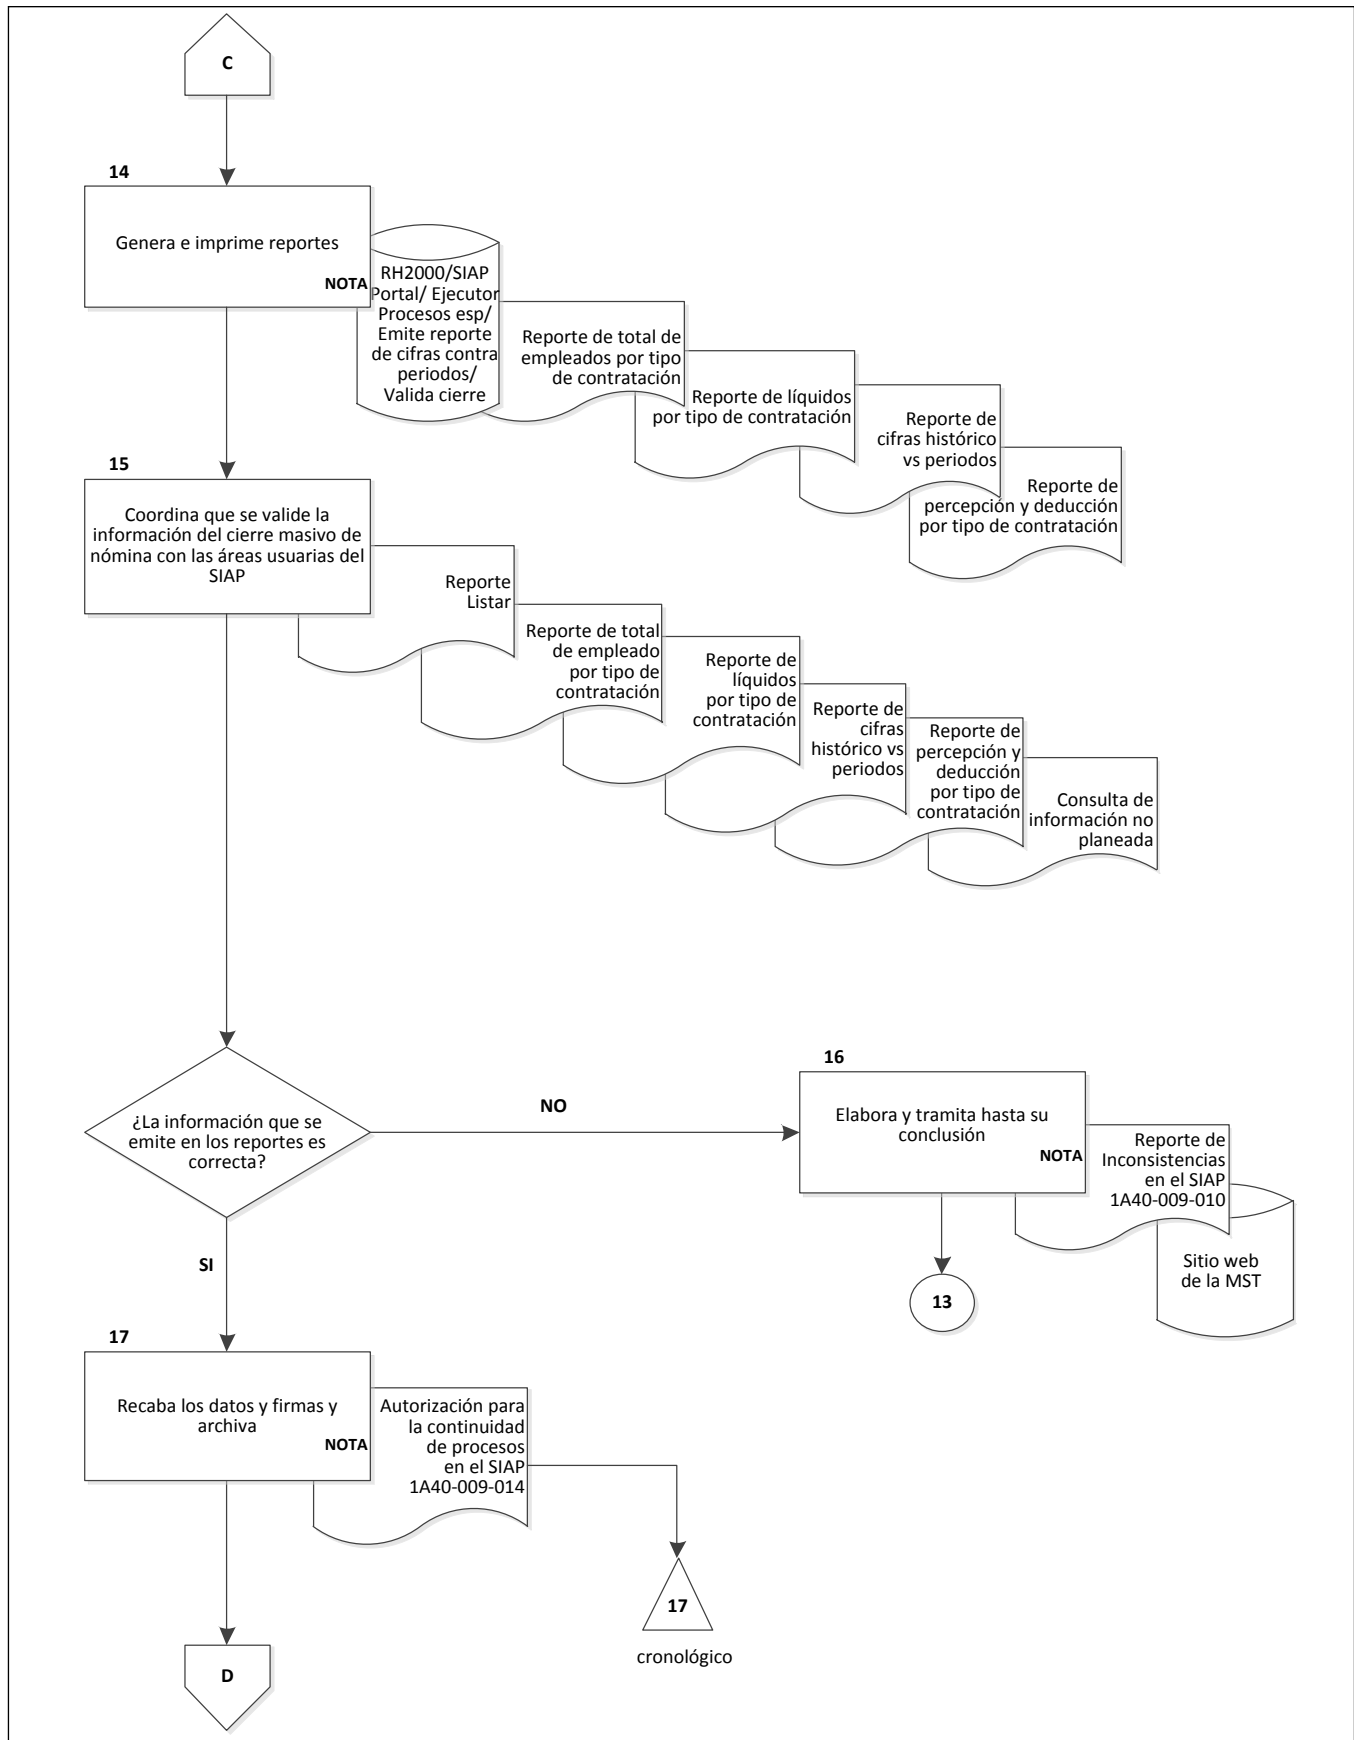 C
14
Genera e imprime reportes
NOTA
RH2000/SIAP
Portal/ Ejecutor
Procesos esp/
Emite reporte
de cifras contra
periodos/
Valida cierre
Reporte de total de
empleados por tipo
de contratación
Reporte de líquidos
por tipo de contratación
Reporte de
cifras histórico
vs periodos
Reporte de
percepción y deducción
por tipo de contratación
15
Coordina que se valide la
información del cierre masivo de
nómina con las áreas usuarias del
SIAP
Reporte
Listar
Reporte de total
de empleado
por tipo de
contratación
Reporte de
líquidos
por tipo de
contratación
Reporte de
cifras
histórico vs
periodos
Reporte de
percepción y
deducción
por tipo de
contratación
Consulta de
información no
planeada
¿La información que se
emite en los reportes es
correcta?
NO
16
Elabora y tramita hasta su
conclusión
NOTA
Reporte de
Inconsistencias
en el SIAP
1A40-009-010
Sitio web
de la MST
13
SI
17
Recaba los datos y firmas y
archiva
NOTA
Autorización para
la continuidad
de procesos
en el SIAP
1A40-009-014
17
cronológico
D